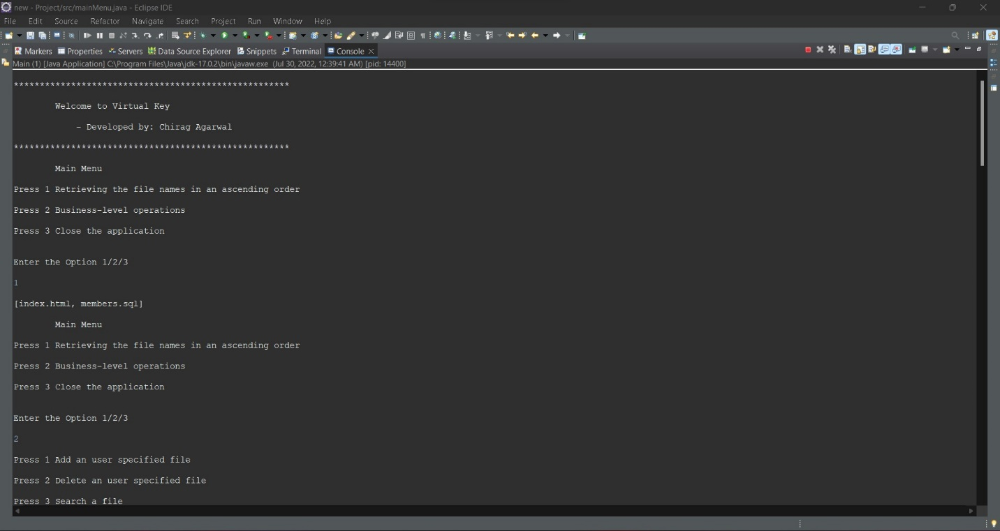 new - Project/src/mainMenu.java - Eclipse IDE
File Edit Source Refactor Navigate Search Project Run Window Help
Markers Properties Servers Data Source Explorer Snippets Terminal Console
Main (1) [Java Application] C:\Program Files\Java\jdk-17.0.2\bin\javaw.exe (Jul 30, 2022, 12:39:41 AM) [pid: 14400]
*****************************************************
Welcome to Virtual Key
- Developed by: Chirag Agarwal
*****************************************************
Main Menu
Press 1 Retrieving the file names in an ascending order
Press 2 Business-level operations
Press 3 Close the application
Enter the Option 1/2/3
1
[index.html, members.sql]
Main Menu
Press 1 Retrieving the file names in an ascending order
Press 2 Business-level operations
Press 3 Close the application
Enter the Option 1/2/3
2
Press 1 Add an user specified file
Press 2 Delete an user specified file
Press 3 Search a file